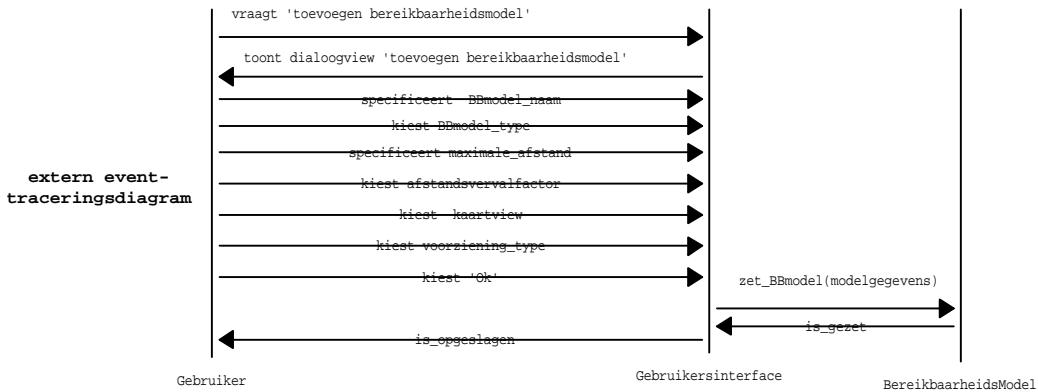 vraagt 'toevoegen bereikbaarheidsmodel'
toont dialoogview 'toevoegen bereikbaarheidsmodel'
specificeert BBmodel_naam
kiest BBmodel_type
specificeert maximale_afstand
extern event-
traceringsdiagram
kiest afstandsvervalfactor
kiest kaartview
kiest voorziening_type
kiest 'Ok'
zet_BBmodel(modelgegevens)
is_gezet
is_opgeslagen
Gebruiker
Gebruikersinterface
BereikbaarheidsModel